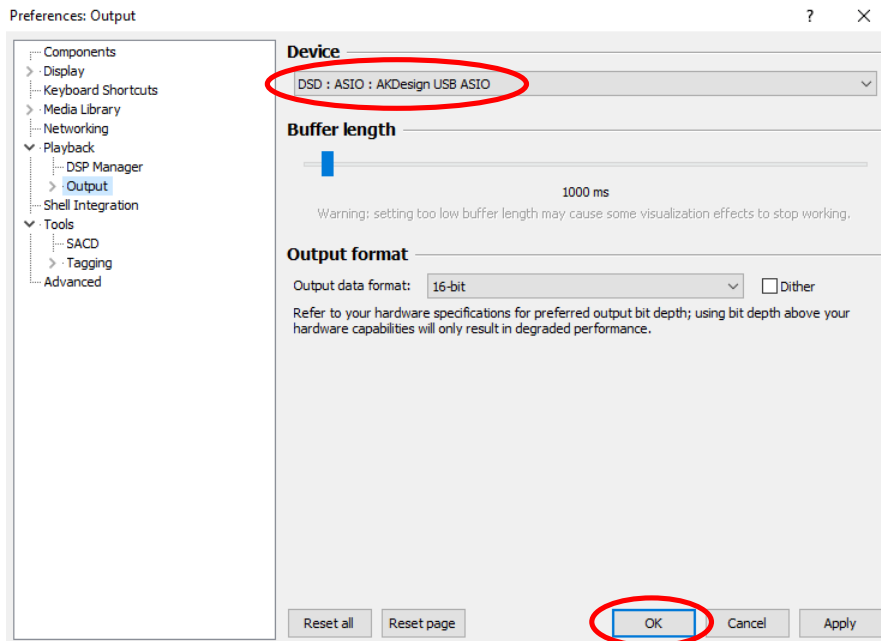 Preferences: Output
?
Components
Display
Keyboard Shortcuts
Media Library
Networking
Playback
DSP Manager
Output
Shell Integration
Tools
SACD
Tagging
Advanced
Device
DSD : ASIO : AKDesign USB ASIO
Buffer length
1000 ms
Warning: setting too low buffer length may cause some visualization effects to stop working.
Output format
Output data format: 16-bit Dither
Refer to your hardware specifications for preferred output bit depth; using bit depth above your
hardware capabilities will only result in degraded performance.
Reset all Reset page OK Cancel Apply